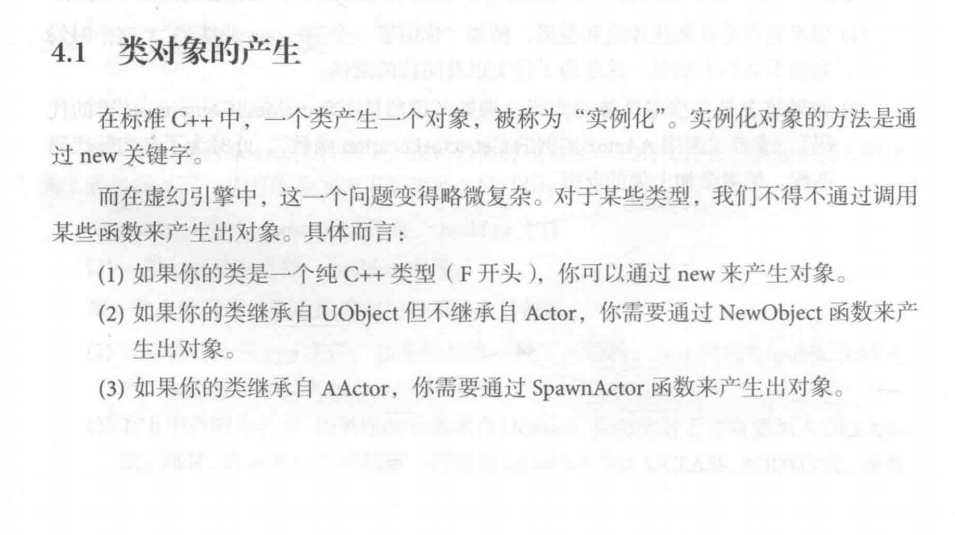 4.1 类对象的产生
在标准 C++ 中，一个类产生一个对象，被称为“实例化”。实例化对象的方法是通
过 new 关键字。
而在虚幻引擎中，这一个问题变得略微复杂。对于某些类型，我们不得不通过调用
某些函数来产生出对象。具体而言：
(1) 如果你的类是一个纯 C++ 类型（F 开头），你可以通过 new 来产生对象。
(2) 如果你的类继承自 UObject 但不继承自 Actor，你需要通过 NewObject 函数来产
生出对象。
(3) 如果你的类继承自 AActor，你需要通过 SpawnActor 函数来产生出对象。